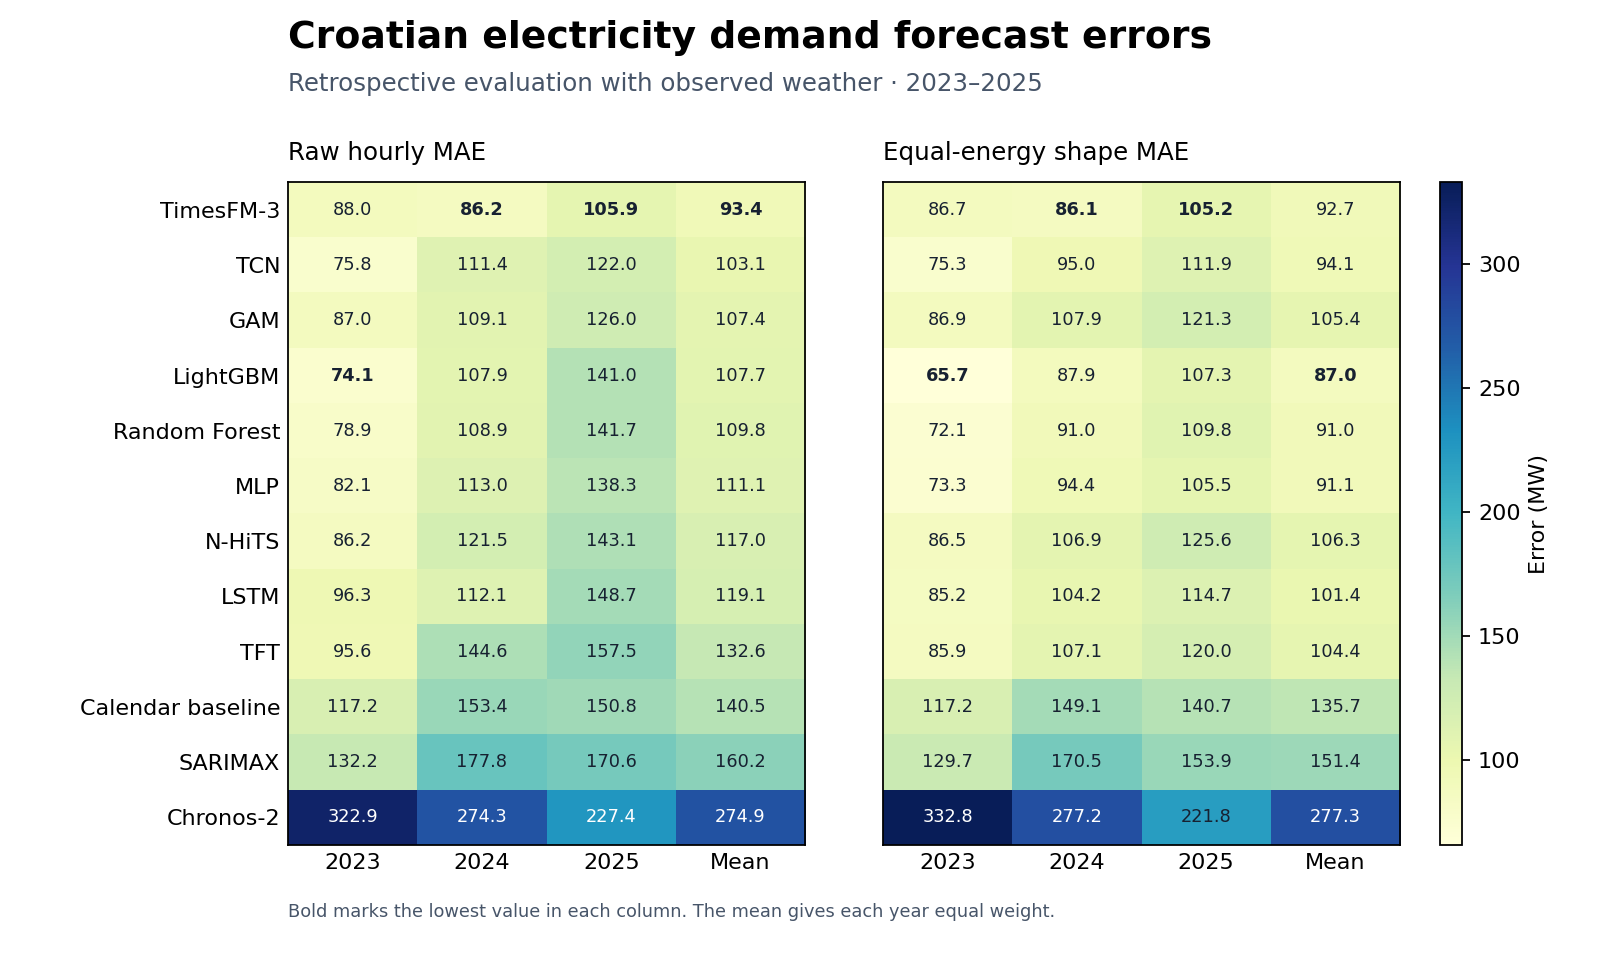 Croatian electricity demand forecast errors
Retrospective evaluation with observed weather · 2023–2025
Raw hourly MAE
Equal-energy shape MAE
TimesFM-3 88.0 86.2 105.9 93.4 86.7 86.1 105.2 92.7
TCN 75.8 111.4 122.0 103.1 75.3 95.0 111.9 94.1
GAM 87.0 109.1 126.0 107.4 86.9 107.9 121.3 105.4
LightGBM 74.1 107.9 141.0 107.7 65.7 87.9 107.3 87.0
Random Forest 78.9 108.9 141.7 109.8 72.1 91.0 109.8 91.0
MLP 82.1 113.0 138.3 111.1 73.3 94.4 105.5 91.1
N-HiTS 86.2 121.5 143.1 117.0 86.5 106.9 125.6 106.3
LSTM 96.3 112.1 148.7 119.1 85.2 104.2 114.7 101.4
TFT 95.6 144.6 157.5 132.6 85.9 107.1 120.0 104.4
Calendar baseline 117.2 153.4 150.8 140.5 117.2 149.1 140.7 135.7
SARIMAX 132.2 177.8 170.6 160.2 129.7 170.5 153.9 151.4
Chronos-2 322.9 274.3 227.4 274.9 332.8 277.2 221.8 277.3
2023 2024 2025 Mean 2023 2024 2025 Mean
300
250
200
150
100
Error (MW)
Bold marks the lowest value in each column. The mean gives each year equal weight.